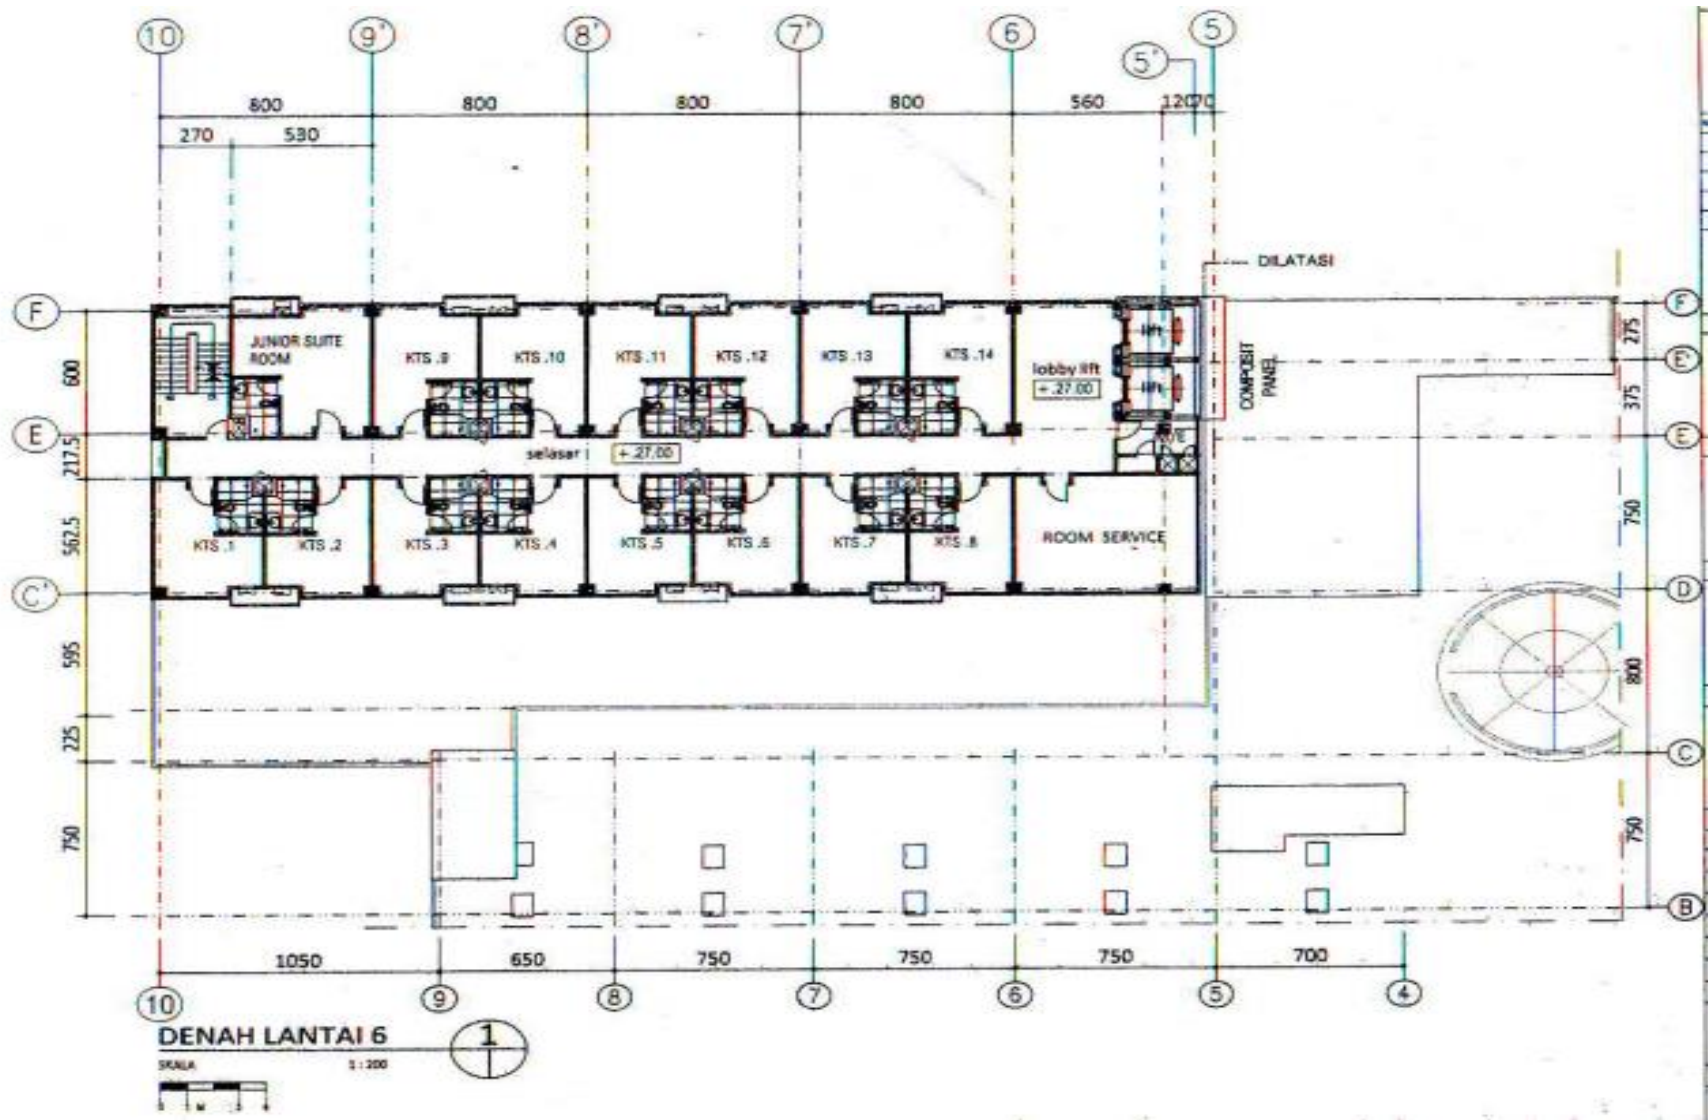 10
9'
8'
7'
6
5'
5
800
800
800
800
560
120
70
270
530
DILATASI
F
F
JUNIOR SUITE
ROOM
KTS .9
KTS .10
KTS .11
KTS .12
KTS .13
KTS .14
lobby lift
+ .27.00
lift
lift
COMPOSIT
PANEL
275
E'
375
600
E
E
selasar
+ .27.00
217.5
562.5
750
KTS .1
KTS .2
KTS .3
KTS .4
KTS .5
KTS .6
KTS .7
KTS .8
ROOM SERVICE
C'
D
595
800
225
C
750
750
B
1050
650
750
750
750
700
10
9
8
7
6
5
4
DENAH LANTAI 6
1
SKALA
1 : 200